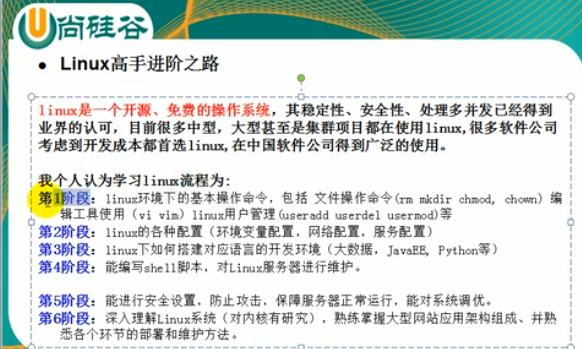 尚硅谷
● Linux高手进阶之路
linux是一个开源、免费的操作系统，其稳定性、安全性、处理多并发已经得到
业界的认可，目前很多中型，大型甚至是集群项目都在使用linux,很多软件公司
考虑到开发成本都首选linux,在中国软件公司得到广泛的使用。
我个人认为学习linux流程为:
第1阶段：linux环境下的基本操作命令，包括 文件操作命令(rm mkdir chmod, chown) 编
辑工具使用（vi vim）linux用户管理(useradd userdel usermod)等
第2阶段：linux的各种配置（环境变量配置，网络配置，服务配置）
第3阶段：linux下如何搭建对应语言的开发环境（大数据，JavaEE, Python等）
第4阶段：能编写shell脚本，对Linux服务器进行维护。
第5阶段：能进行安全设置，防止攻击，保障服务器正常运行，能对系统调优。
第6阶段：深入理解Linux系统（对内核有研究），熟练掌握大型网站应用架构组成、并熟
悉各个环节的部署和维护方法。